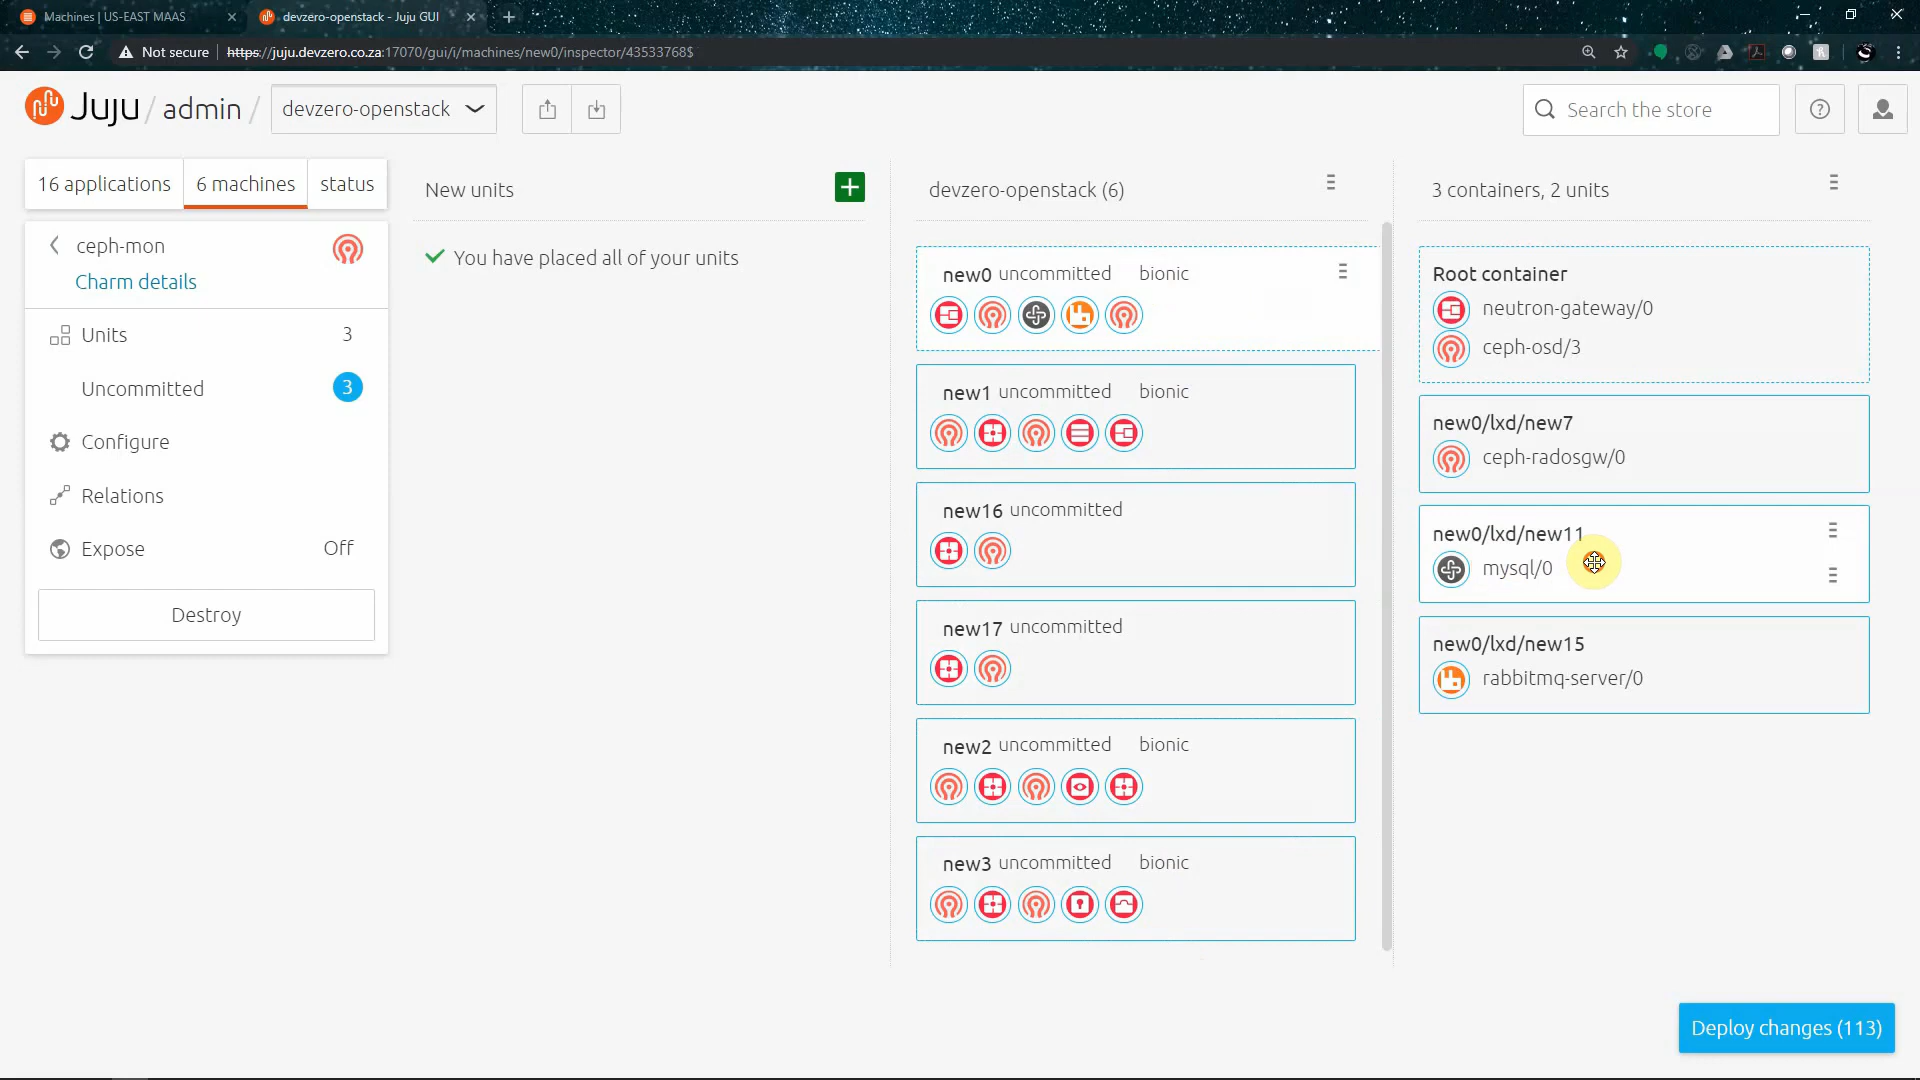 Machines | US-EAST MAAS
devzero-openstack - Juju GUI
Not secure
https://juju.devzero.co.za:17070/gui/i/machines/new0/inspector/43533768$
Juju / admin /
devzero-openstack
Search the store
16 applications
6 machines
status
ceph-mon
Charm details
Units 3
Uncommitted 3
Configure
Relations
Expose Off
Destroy
New units
You have placed all of your units
devzero-openstack (6)
new0 uncommitted bionic
new1 uncommitted bionic
new16 uncommitted
new17 uncommitted
new2 uncommitted bionic
new3 uncommitted bionic
3 containers, 2 units
Root container
neutron-gateway/0
ceph-osd/3
new0/lxd/new7
ceph-radosgw/0
new0/lxd/new11
mysql/0
new0/lxd/new15
rabbitmq-server/0
Deploy changes (113)